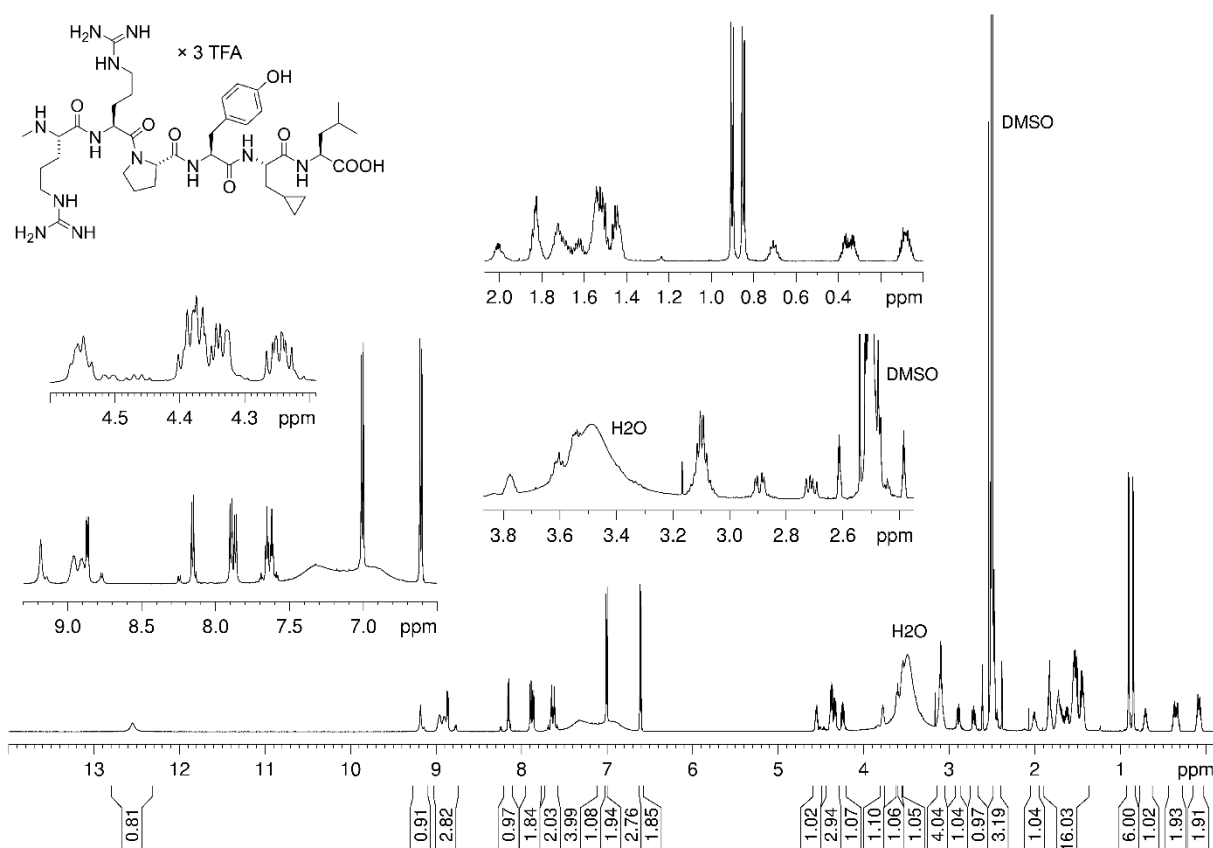 H2N NH
HN
× 3 TFA
OH
H
N
O
N
H
O
N
O
N
H
O
H
N
O
N
H
COOH
NH
H2N NH
DMSO
2.0 1.8 1.6 1.4 1.2 1.0 0.8 0.6 0.4 ppm
4.5 4.4 4.3 ppm
H2O
DMSO
3.8 3.6 3.4 3.2 3.0 2.8 2.6 ppm
9.0 8.5 8.0 7.5 7.0 ppm
H2O
13 12 11 10 9 8 7 6 5 4 3 2 1 ppm
0.81 0.91 2.82 0.97 1.84 2.03 3.99 1.08 1.94 2.76 1.85 1.02 2.94 1.07 1.10 1.06 1.05 4.04 1.04 0.97 3.19 1.04 16.03 6.00 1.02 1.93 1.91